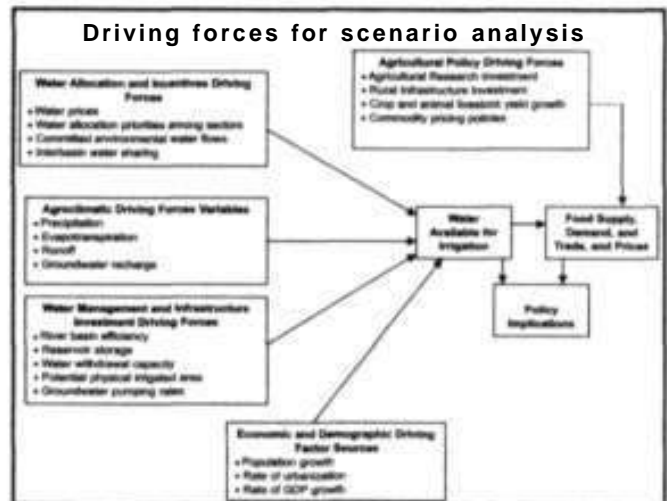 Driving forces for scenario analysis
Water Allocation and Incentives Driving
Forces
+ Water prices
+ Water allocation priorities among sectors
+ Committed environmental water flows
+ Interbasin water sharing
Agroclimatic Driving Forces Variables
+ Precipitation
+ Evapotranspiration
+ Runoff
+ Groundwater recharge
Water Management and Infrastructure
Investment Driving Forces
+ River basin efficiency
+ Reservoir storage
+ Water withdrawal capacity
+ Potential physical irrigated area
+ Groundwater pumping rates
Economic and Demographic Driving
Factor Sources
+ Population growth
+ Rate of urbanization
+ Rate of GDP growth
Agricultural Policy Driving Forces
+ Agricultural Research investment
+ Rural Infrastructure Investment
+ Crop and animal livestock yield growth
+ Commodity pricing policies
Water
Available for
Irrigation
Food Supply,
Demand, and
Trade, and Prices
Policy
Implications